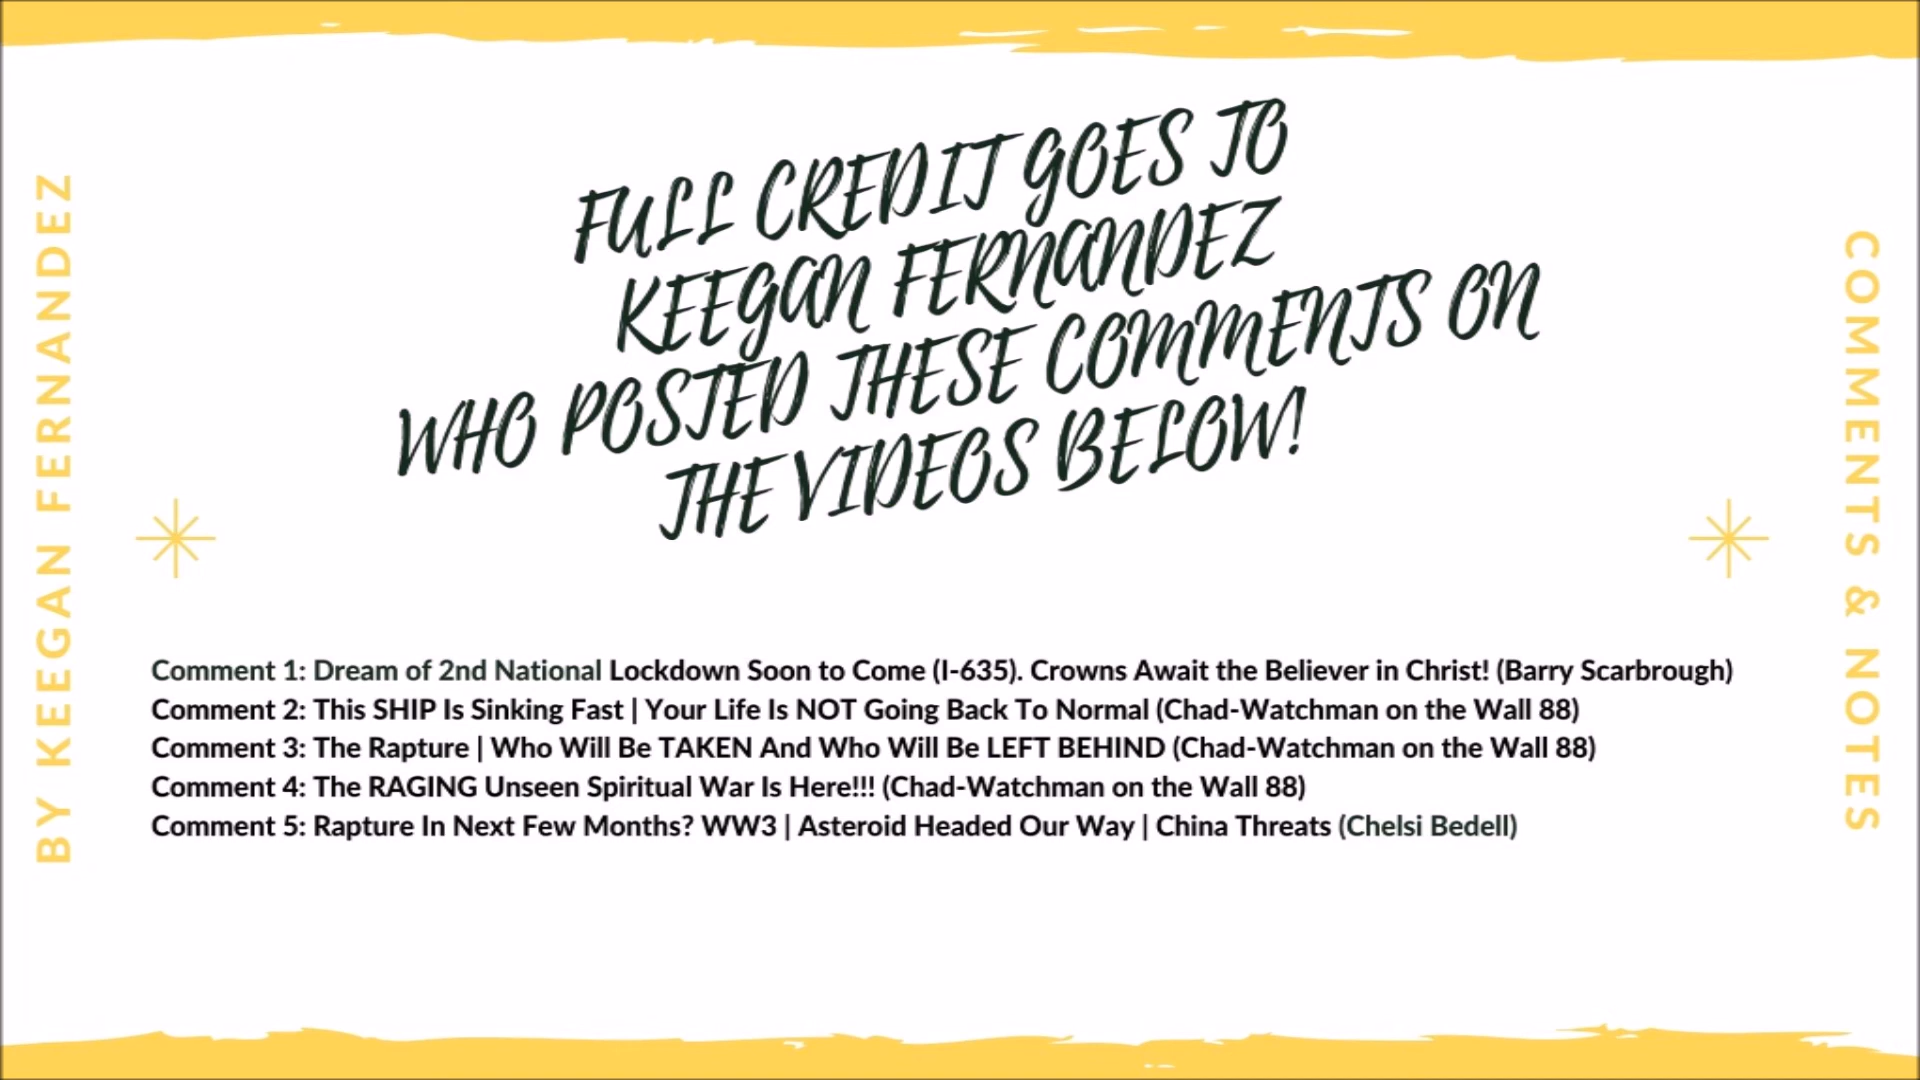 FULL CREDIT GOES TO
KEEGAN FERNANDEZ
WHO POSTED THESE COMMENTS ON
THE VIDEOS BELOW!
BY KEEGAN FERNANDEZ
COMMENTS & NOTES
Comment 1: Dream of 2nd National Lockdown Soon to Come (I-635). Crowns Await the Believer in Christ! (Barry Scarbrough)
Comment 2: This SHIP Is Sinking Fast | Your Life Is NOT Going Back To Normal (Chad-Watchman on the Wall 88)
Comment 3: The Rapture | Who Will Be TAKEN And Who Will Be LEFT BEHIND (Chad-Watchman on the Wall 88)
Comment 4: The RAGING Unseen Spiritual War Is Here!!! (Chad-Watchman on the Wall 88)
Comment 5: Rapture In Next Few Months? WW3 | Asteroid Headed Our Way | China Threats (Chelsi Bedell)